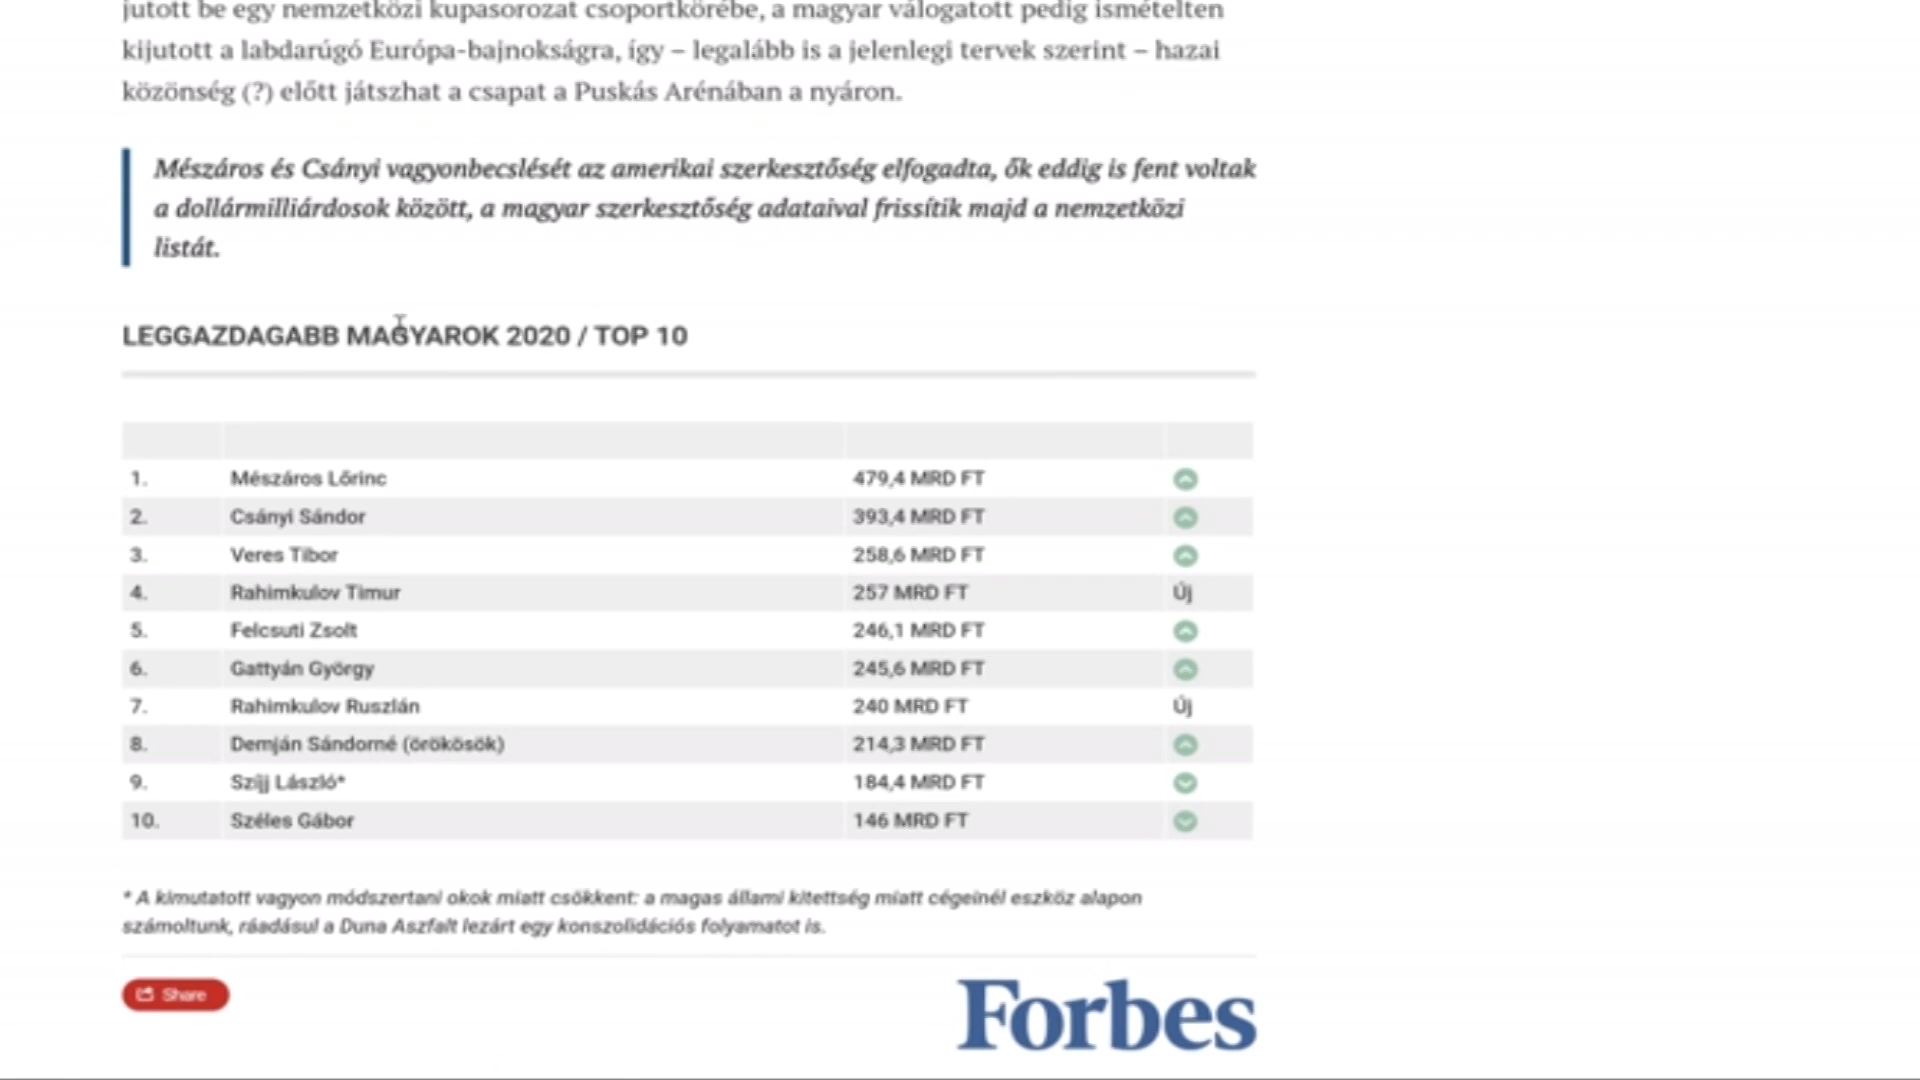 jutott be egy nemzetközi kupasorozat csoportkörébe, a magyar válogatott pedig ismételten
kijutott a labdarúgó Európa-bajnokságra, így – legalább is a jelenlegi tervek szerint – hazai
közönség (?) előtt játszhat a csapat a Puskás Arénában a nyáron.
Mészáros és Csányi vagyonbecslését az amerikai szerkesztőség elfogadta, ők eddig is fent voltak
a dollármilliárdosok között, a magyar szerkesztőség adataival frissítik majd a nemzetközi
listát.
LEGGAZDAGABB MAGYAROK 2020 / TOP 10
1. Mészáros Lőrinc 479,4 MRD FT
2. Csányi Sándor 393,4 MRD FT
3. Veres Tibor 258,6 MRD FT
4. Rahimkulov Timur 257 MRD FT Új
5. Felcsuti Zsolt 246,1 MRD FT
6. Gattyán György 245,6 MRD FT
7. Rahimkulov Ruszlán 240 MRD FT Új
8. Demján Sándorné (örökösök) 214,3 MRD FT
9. Szíjj László* 184,4 MRD FT
10. Széles Gábor 146 MRD FT
* A kimutatott vagyon módszertani okok miatt csökkent: a magas állami kitettség miatt cégeinél eszköz alapon
számoltunk, ráadásul a Duna Aszfalt lezárt egy konszolidációs folyamatot is.
Share
Forbes